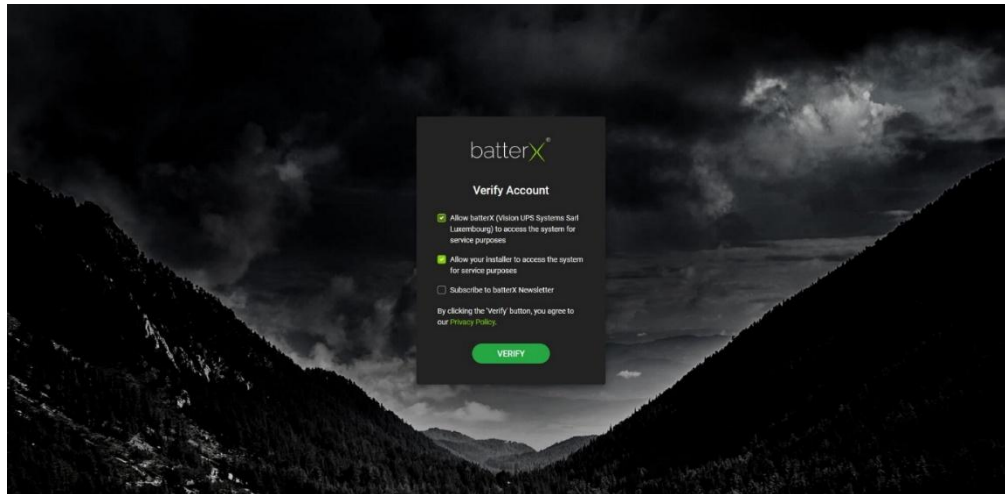 batterX®
Verify Account
Allow batterX (Vision UPS Systems Sarl
Luxembourg) to access the system for
service purposes
Allow your installer to access the system
for service purposes
Subscribe to batterX Newsletter
By clicking the 'Verify' button, you agree to
our Privacy Policy.
VERIFY